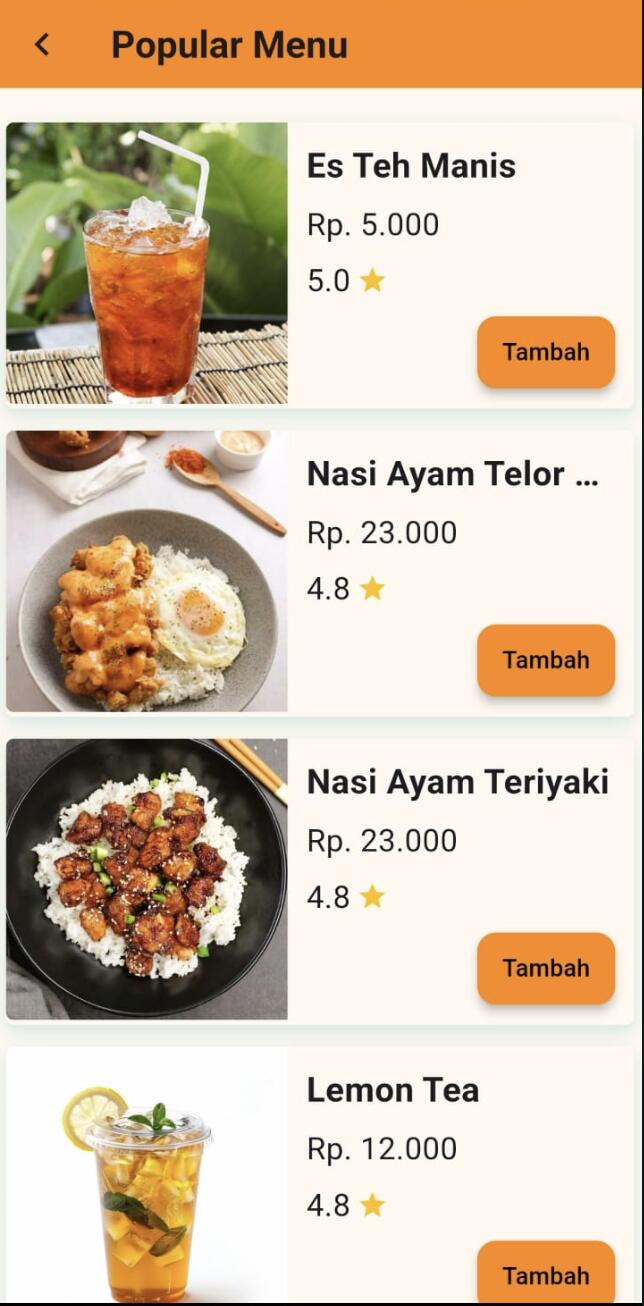 Popular Menu
Es Teh Manis
Rp. 5.000
5.0
Tambah
Nasi Ayam Telor ...
Rp. 23.000
4.8
Tambah
Nasi Ayam Teriyaki
Rp. 23.000
4.8
Tambah
Lemon Tea
Rp. 12.000
4.8
Tambah